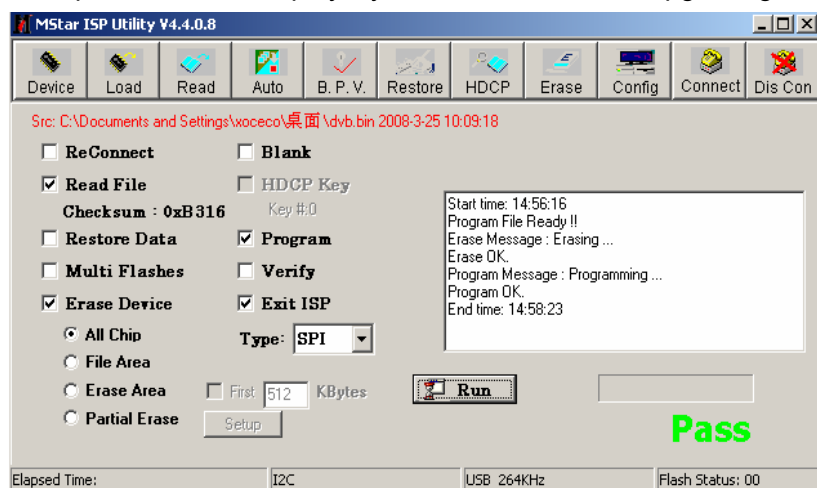 MStar ISP Utility V4.4.0.8
Device Load Read Auto B. P. V. Restore HDCP Erase Config Connect Dis Con
Src: C:\Documents and Settings\xoceco\桌面\dvb.bin 2008-3-25 10:09:18
ReConnect
Blank
Read File
HDCP Key
Checksum : 0xB316
Key #:0
Restore Data
Program
Multi Flashes
Verify
Erase Device
Exit ISP
All Chip
Type: SPI
File Area
Erase Area
First 512 KBytes
Partial Erase
Setup
Start time: 14:56:16
Program File Ready !!
Erase Message : Erasing ...
Erase OK.
Program Message : Programming ...
Program OK.
End time: 14:58:23
Run
Pass
Elapsed Time:
I2C
USB 264KHz
Flash Status: 00